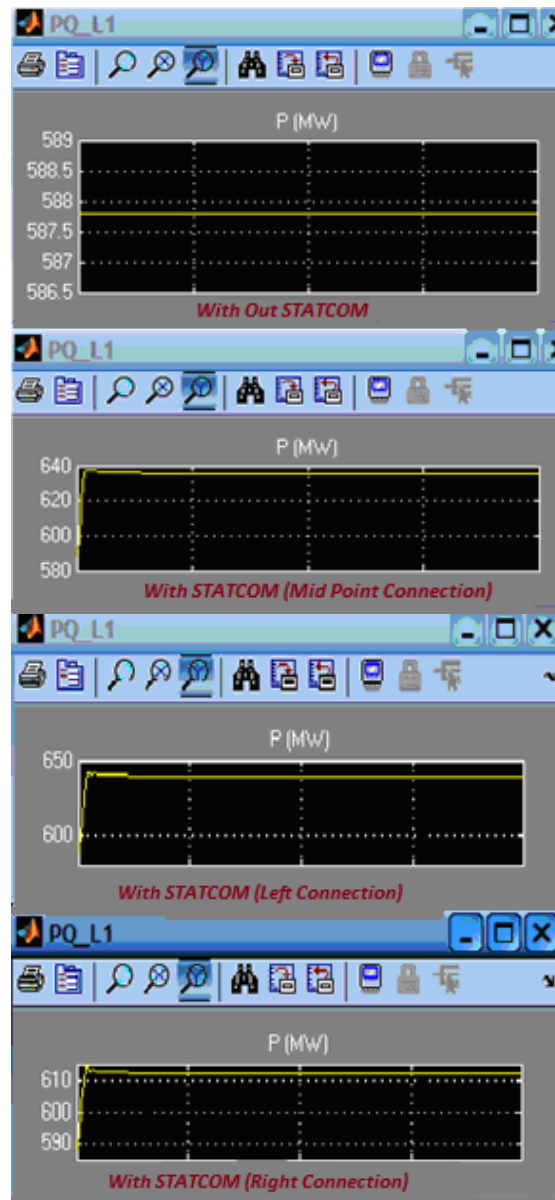 PQ_L1
P (MW)
589
588.5
588
587.5
587
586.5
With Out STATCOM
PQ_L1
P (MW)
640
620
600
580
With STATCOM (Mid Point Connection)
PQ_L1
P (MW)
650
600
With STATCOM (Left Connection)
PQ_L1
P (MW)
610
600
590
With STATCOM (Right Connection)